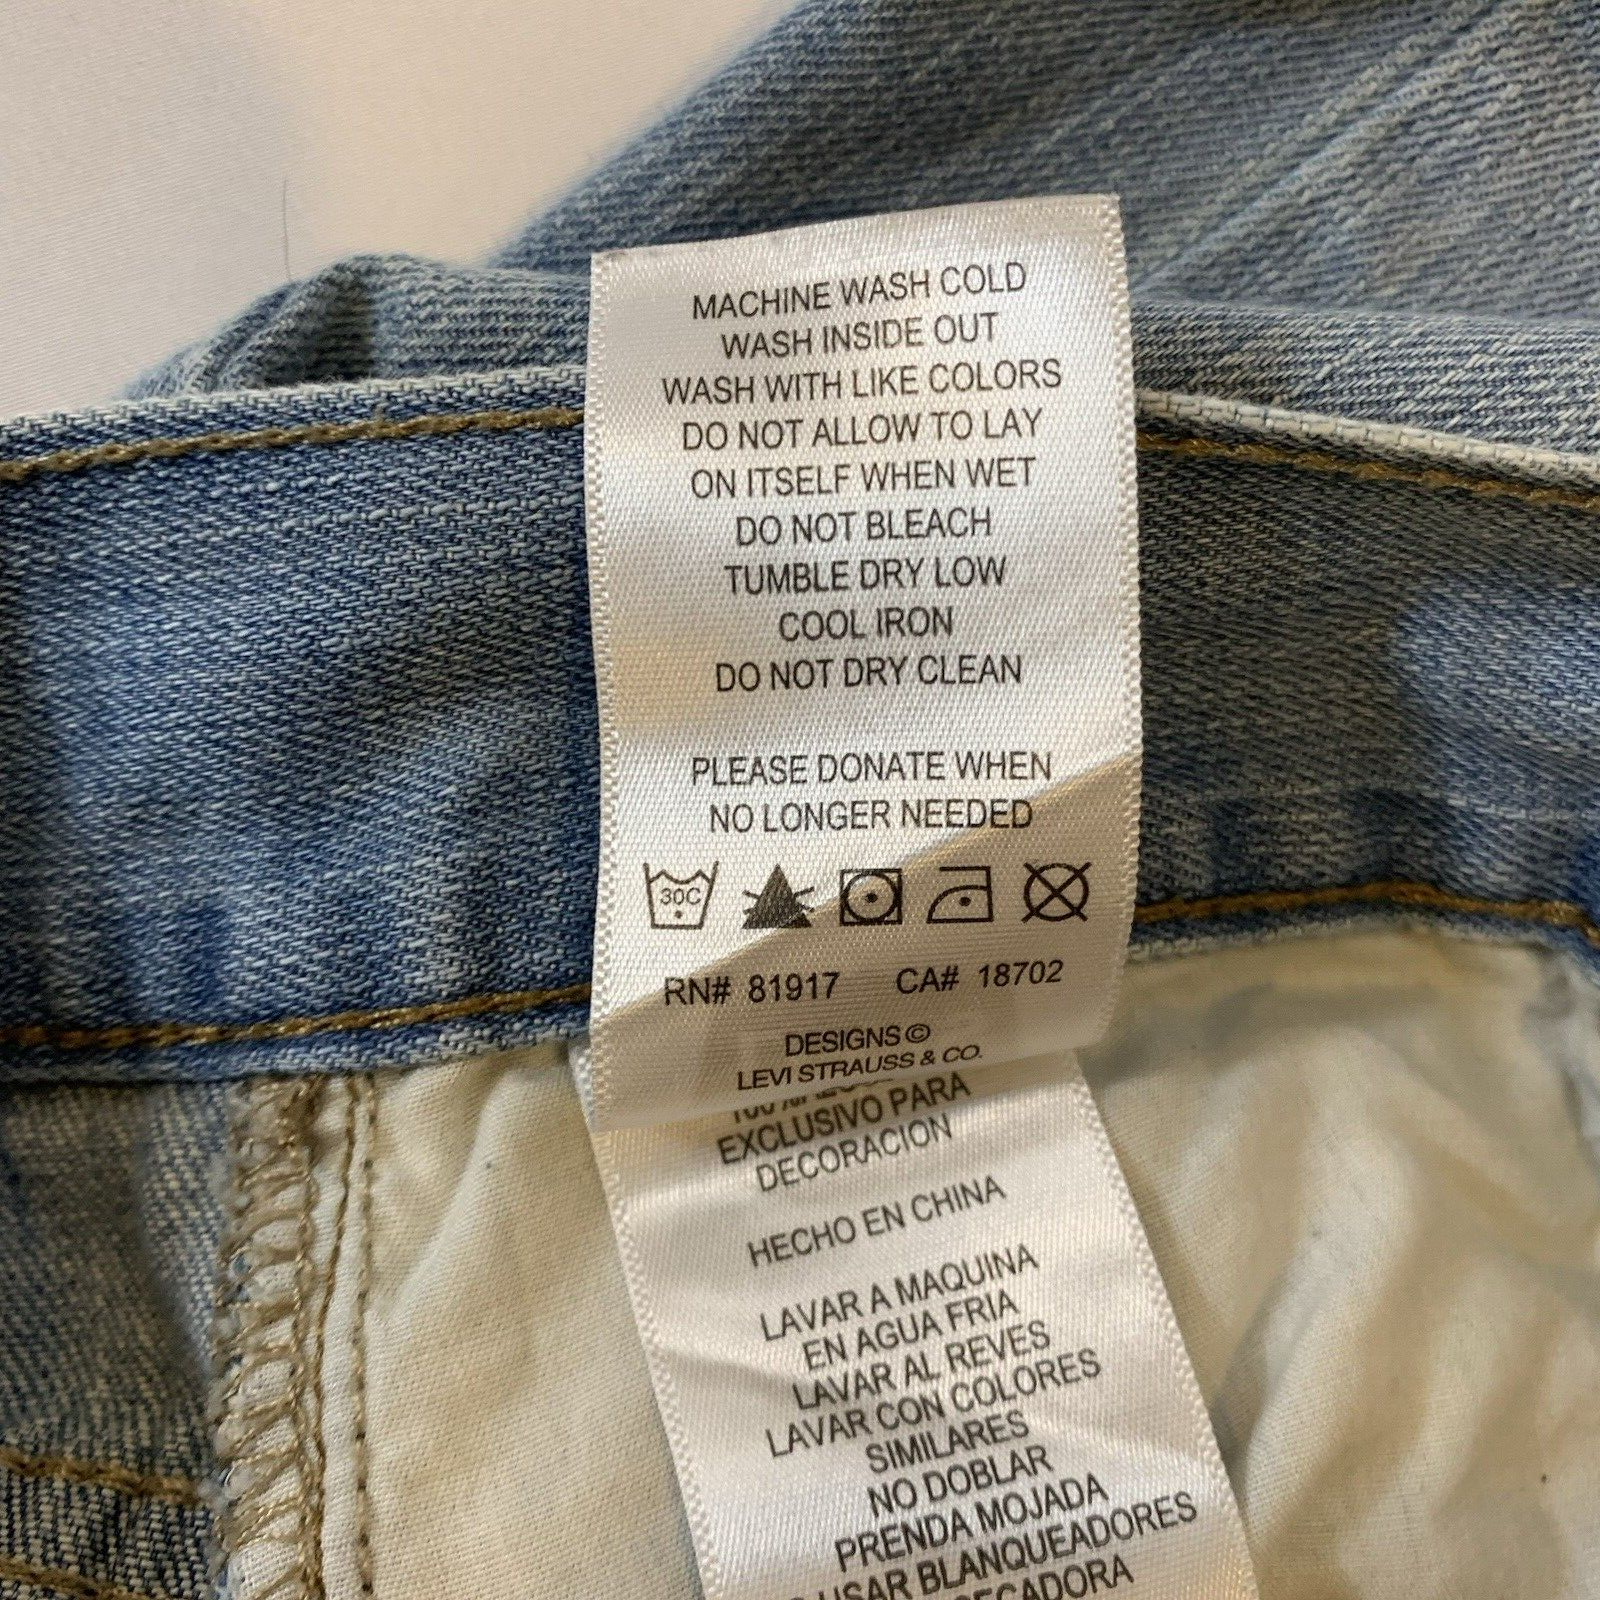 MACHINE WASH COLD
WASH INSIDE OUT
WASH WITH LIKE COLORS
DO NOT ALLOW TO LAY
ON ITSELF WHEN WET
DO NOT BLEACH
TUMBLE DRY LOW
COOL IRON
DO NOT DRY CLEAN
PLEASE DONATE WHEN
NO LONGER NEEDED
30C
RN# 81917 CA# 18702
DESIGNS ©
LEVI STRAUSS & CO.
EXCLUSIVO PARA
DECORACION
HECHO EN CHINA
LAVAR A MAQUINA
EN AGUA FRIA
LAVAR AL REVES
LAVAR CON COLORES
SIMILARES
NO DOBLAR
PRENDA MOJADA
USAR BLANQUEADORES